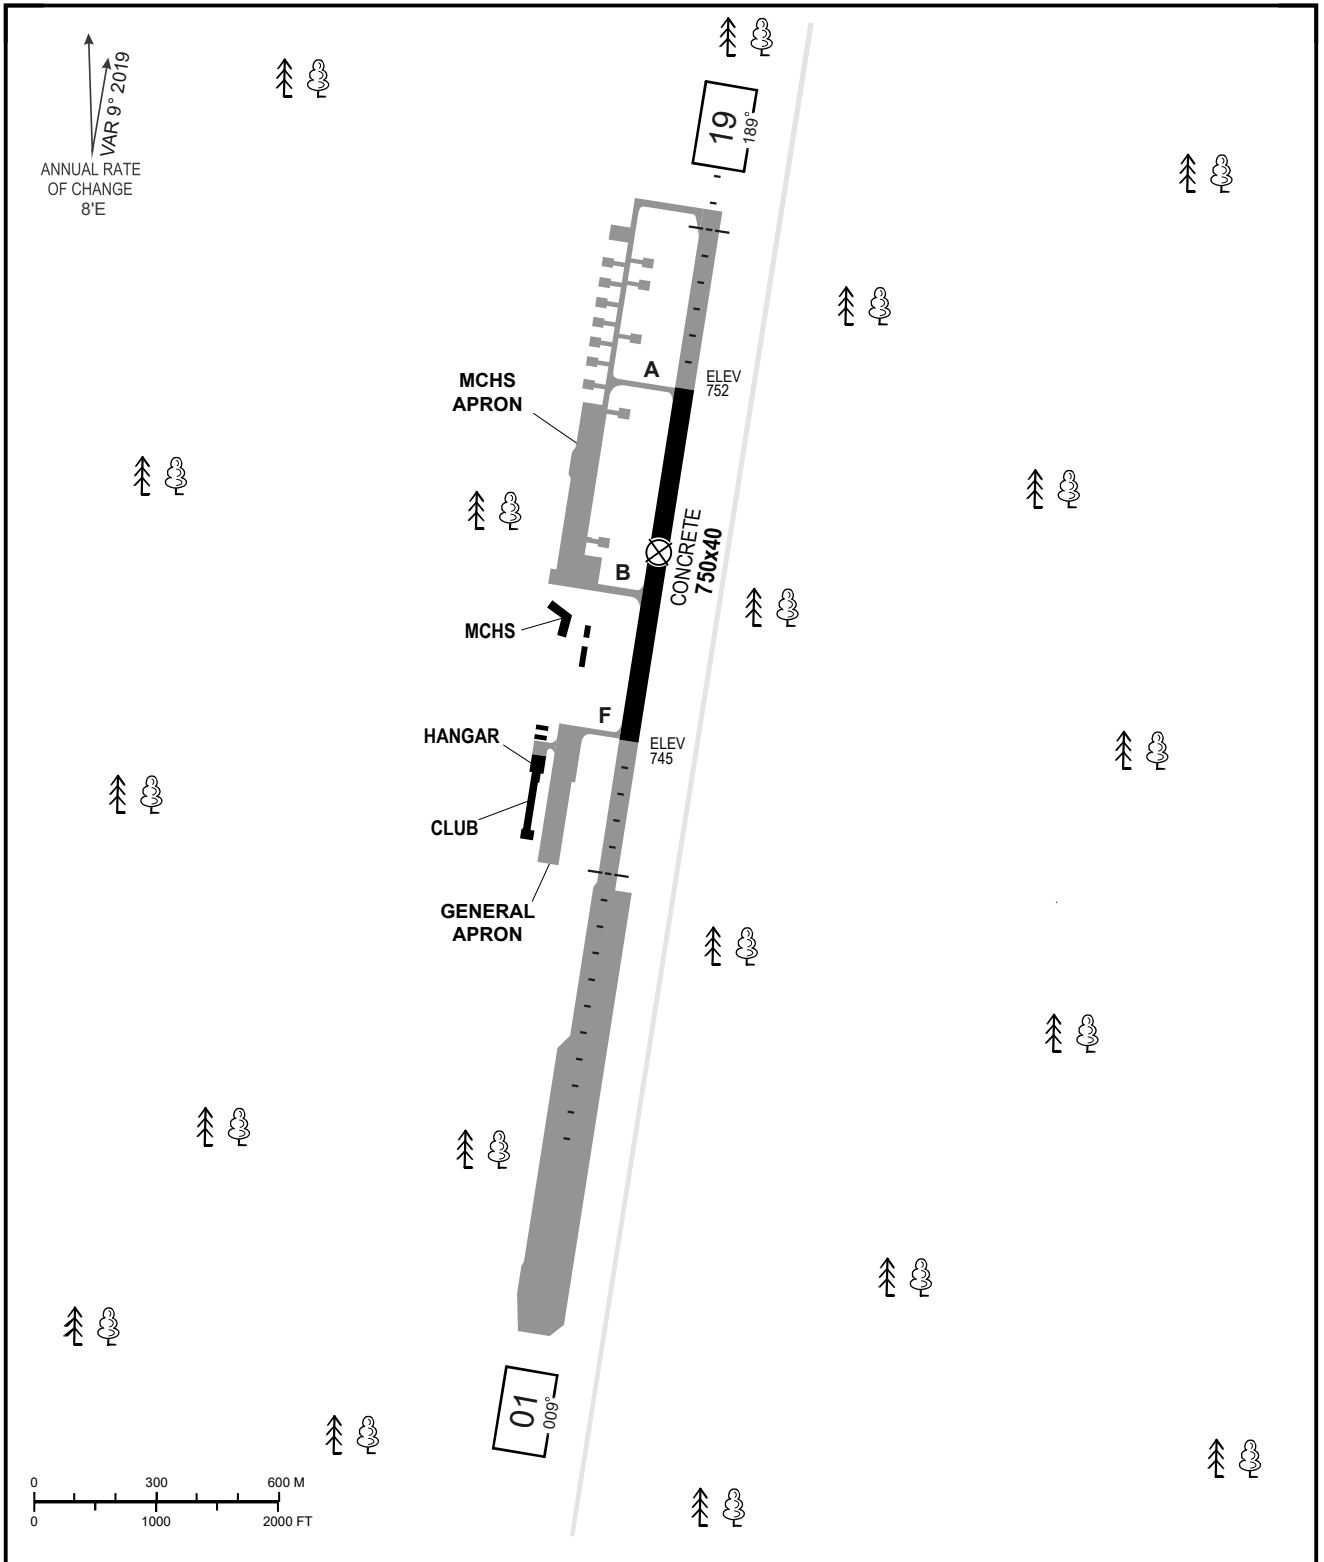 VAR 9° 2019
ANNUAL RATE
OF CHANGE
8'E
19
189°
A
ELEV
752
MCHS
APRON
CONCRETE
750x40
B
MCHS
F
HANGAR
ELEV
745
CLUB
GENERAL
APRON
01
009°
0 300 600 M
0 1000 2000 FT